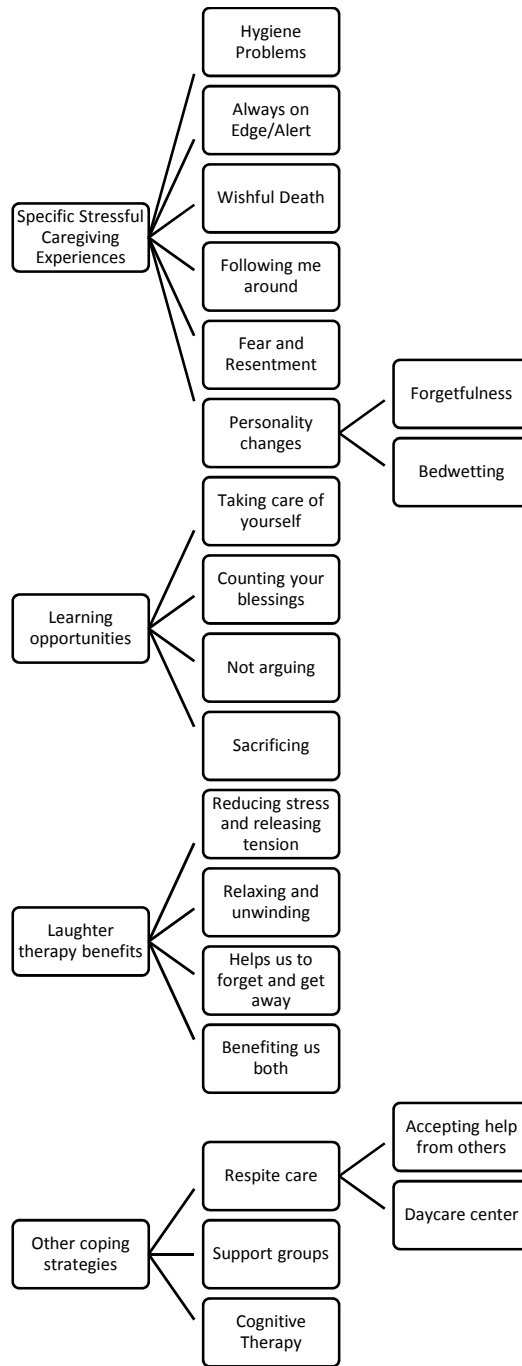 Hygiene
Problems
Always on
Edge/Alert
Wishful Death
Specific Stressful
Caregiving
Experiences
Following me
around
Fear and
Resentment
Personality
changes
Forgetfulness
Bedwetting
Taking care of
yourself
Counting your
blessings
Learning
opportunities
Not arguing
Sacrificing
Reducing stress
and releasing
tension
Relaxing and
unwinding
Laughter
therapy benefits
Helps us to
forget and get
away
Benefiting us
both
Accepting help
from others
Respite care
Daycare center
Other coping
strategies
Support groups
Cognitive
Therapy